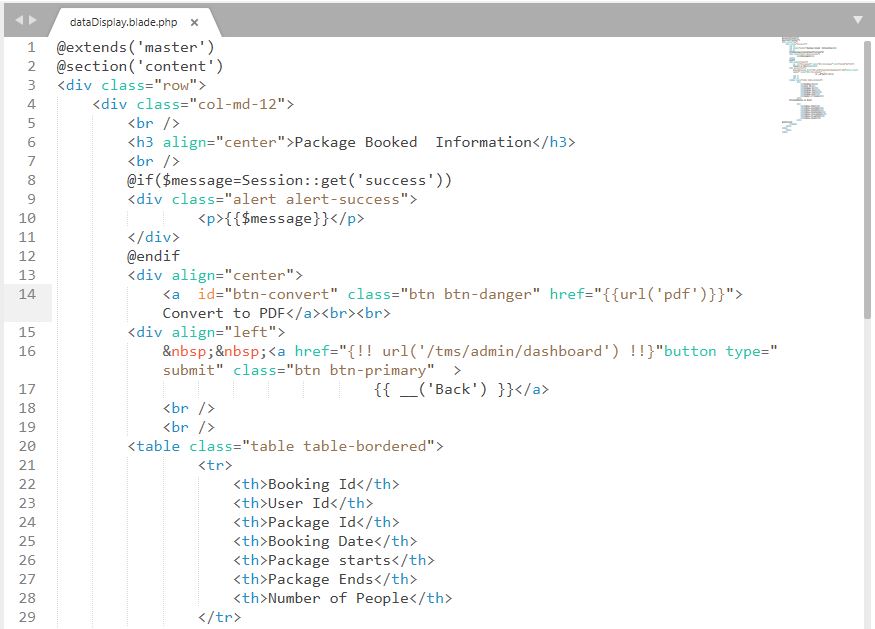 dataDisplay.blade.php ×
1 @extends('master')
2 @section('content')
3 <div class="row">
4 <div class="col-md-12">
5 <br />
6 <h3 align="center">Package Booked  Information</h3>
7 <br />
8 @if($message=Session::get('success'))
9 <div class="alert alert-success">
10 <p>{{$message}}</p>
11 </div>
12 @endif
13 <div align="center">
14 <a  id="btn-convert" class="btn btn-danger" href="{{url('pdf')}}">
Convert to PDF</a><br><br>
15 <div align="left">
16 &nbsp;&nbsp;<a href="{!! url('/tms/admin/dashboard') !!}"button type="
submit" class="btn btn-primary"  >
17 {{ __('Back') }}</a>
18 <br />
19 <br />
20 <table class="table table-bordered">
21 <tr>
22 <th>Booking Id</th>
23 <th>User Id</th>
24 <th>Package Id</th>
25 <th>Booking Date</th>
26 <th>Package starts</th>
27 <th>Package Ends</th>
28 <th>Number of People</th>
29 </tr>